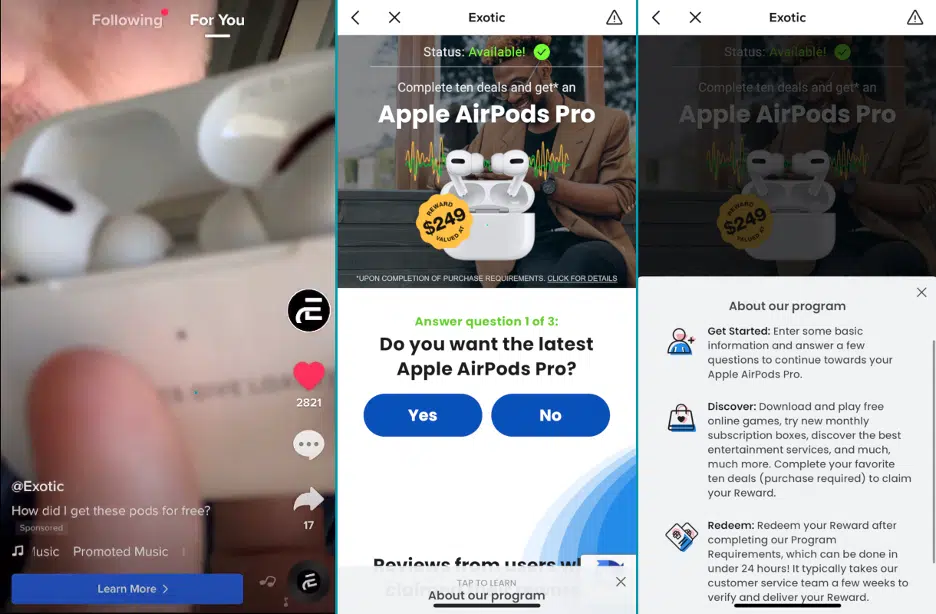 Following
For You
2821
17
@Exotic
How did I get these pods for free?
Sponsored
Music Promoted Music
Learn More >
Exotic
Status: Available!
Complete ten deals and get* an
Apple AirPods Pro
REWARD
$249
VALUED AT
*UPON COMPLETION OF PURCHASE REQUIREMENTS. CLICK FOR DETAILS
Answer question 1 of 3:
Do you want the latest
Apple AirPods Pro?
Yes
No
Reviews from users
TAP TO LEARN
About our program
Exotic
Status: Available!
Complete ten deals and get* an
Apple AirPods Pro
REWARD
$249
VALUED AT
About our program
Get Started: Enter some basic
information and answer a few
questions to continue towards your
Apple AirPods Pro.
Discover: Download and play free
online games, try new monthly
subscription boxes, discover the best
entertainment services, and much,
much more. Complete your favorite
ten deals (purchase required) to claim
your Reward.
Redeem: Redeem your Reward after
completing our Program
Requirements, which can be done in
under 24 hours! It typically takes our
customer service team a few weeks to
verify and deliver your Reward.